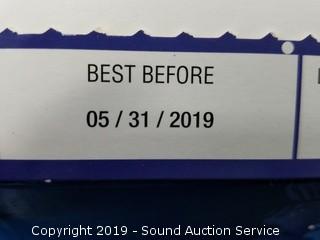 BEST BEFORE
05 / 31 / 2019
Copyright 2019 - Sound Auction Service